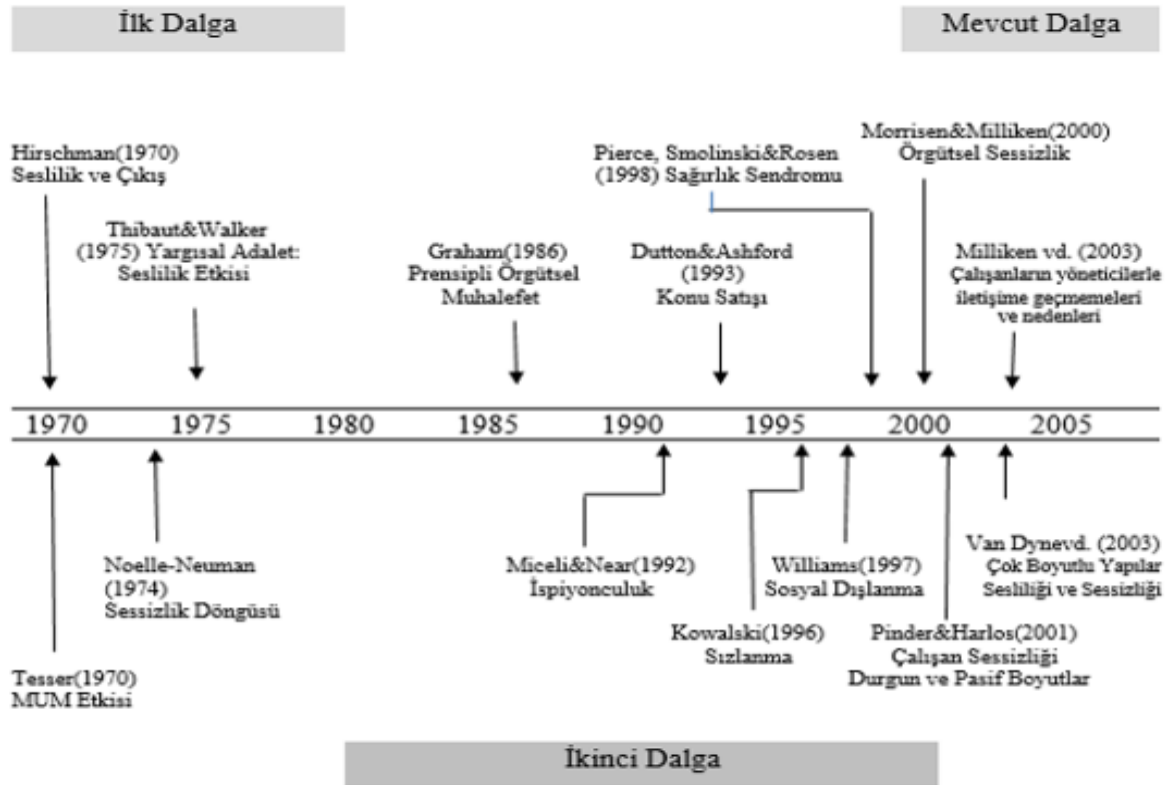 İlk Dalga
Mevcut Dalga
Hirschman(1970)
Seslilik ve Çıkış
Thibaut&Walker
(1975) Yargısal Adalet:
Seslilik Etkisi
Graham(1986)
Prensipli Örgütsel
Muhalefet
Pierce, Smolinski&Rosen
(1998) Sağırlık Sendromu
Dutton&Ashford
(1993)
Konu Satışı
Morrisen&Milliken(2000)
Örgütsel Sessizlik
Milliken vd. (2003)
Çalışanların yöneticilerle
iletişime geçmemeleri
ve nedenleri
1970 1975 1980 1985 1990 1995 2000 2005
Tesser(1970)
MUM Etkisi
Noelle-Neuman
(1974)
Sessizlik Döngüsü
Miceli&Near(1992)
İspiyonculuk
Kowalski(1996)
Sızlanma
Williams(1997)
Sosyal Dışlanma
Pinder&Harlos(2001)
Çalışan Sessizliği
Durgun ve Pasif Boyutlar
Van Dynevd. (2003)
Çok Boyutlu Yapılar
Sesliliği ve Sessizliği
İkinci Dalga